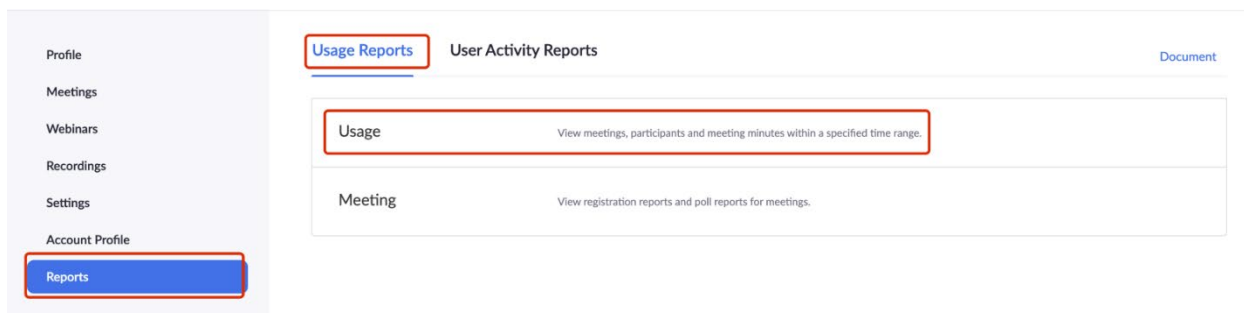 Profile
Meetings
Webinars
Recordings
Settings
Account Profile
Reports
Usage Reports
User Activity Reports
Document
Usage
View meetings, participants and meeting minutes within a specified time range.
Meeting
View registration reports and poll reports for meetings.